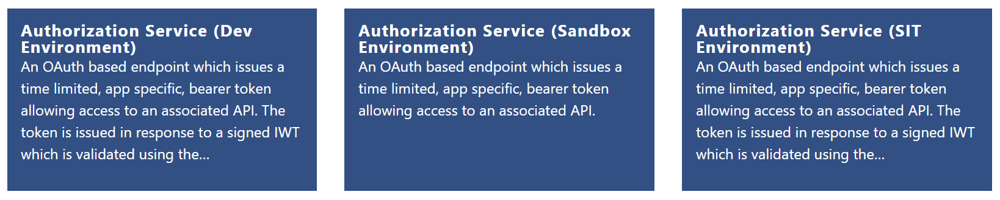 Authorization Service (Dev
Environment)
An OAuth based endpoint which issues a
time limited, app specific, bearer token
allowing access to an associated API. The
token is issued in response to a signed IWT
which is validated using the...
Authorization Service (Sandbox
Environment)
An OAuth based endpoint which issues a
time limited, app specific, bearer token
allowing access to an associated API.
Authorization Service (SIT
Environment)
An OAuth based endpoint which issues a
time limited, app specific, bearer token
allowing access to an associated API. The
token is issued in response to a signed IWT
which is validated using the...